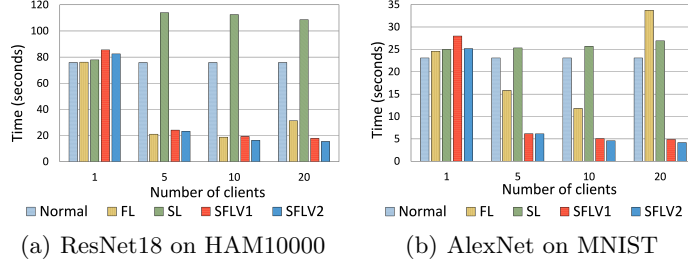 120
100
80
60
40
20
0
Time (seconds)
1 5 10 20
Number of clients
Normal FL SL SFLV1 SFLV2
(a) ResNet18 on HAM10000
35
30
25
20
15
10
5
0
Time (seconds)
1 5 10 20
Number of clients
Normal FL SL SFLV1 SFLV2
(b) AlexNet on MNIST